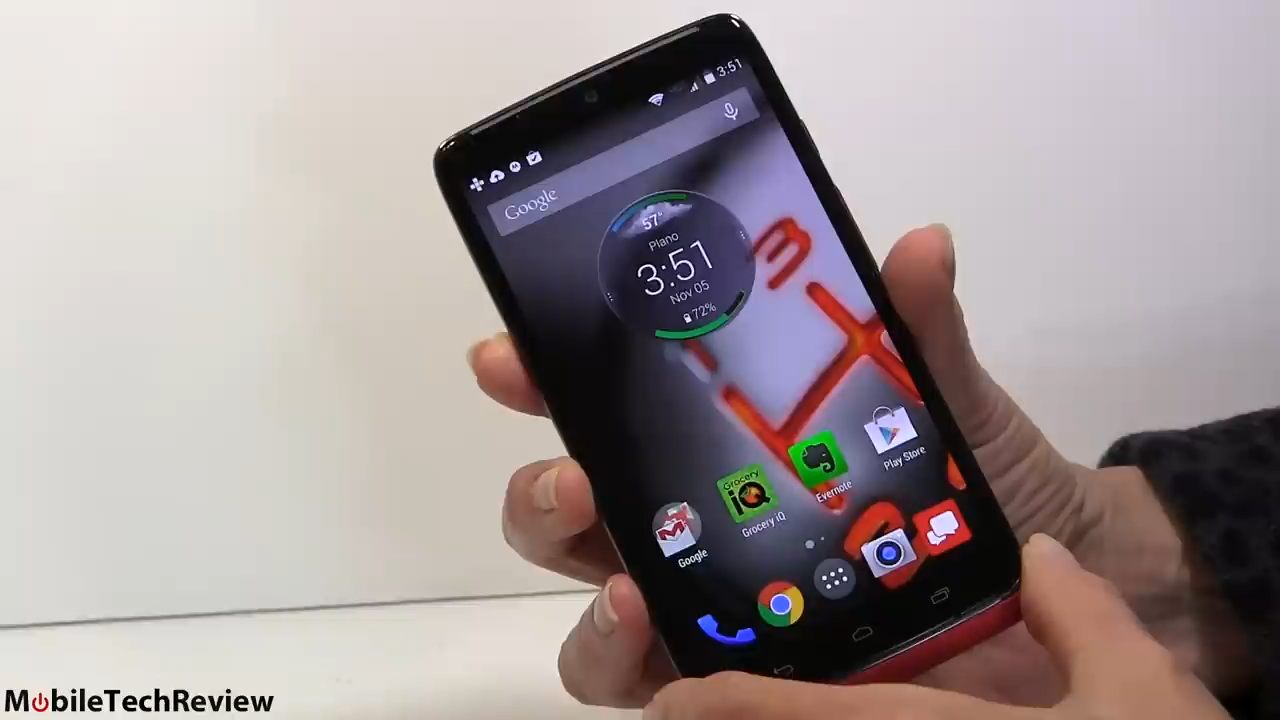 3:51
Google
57°
Plano
3:51
Nov 05
72%
3
Play Store
Evernote
Grocery iQ
Grocery iQ
Google
MobileTechReview